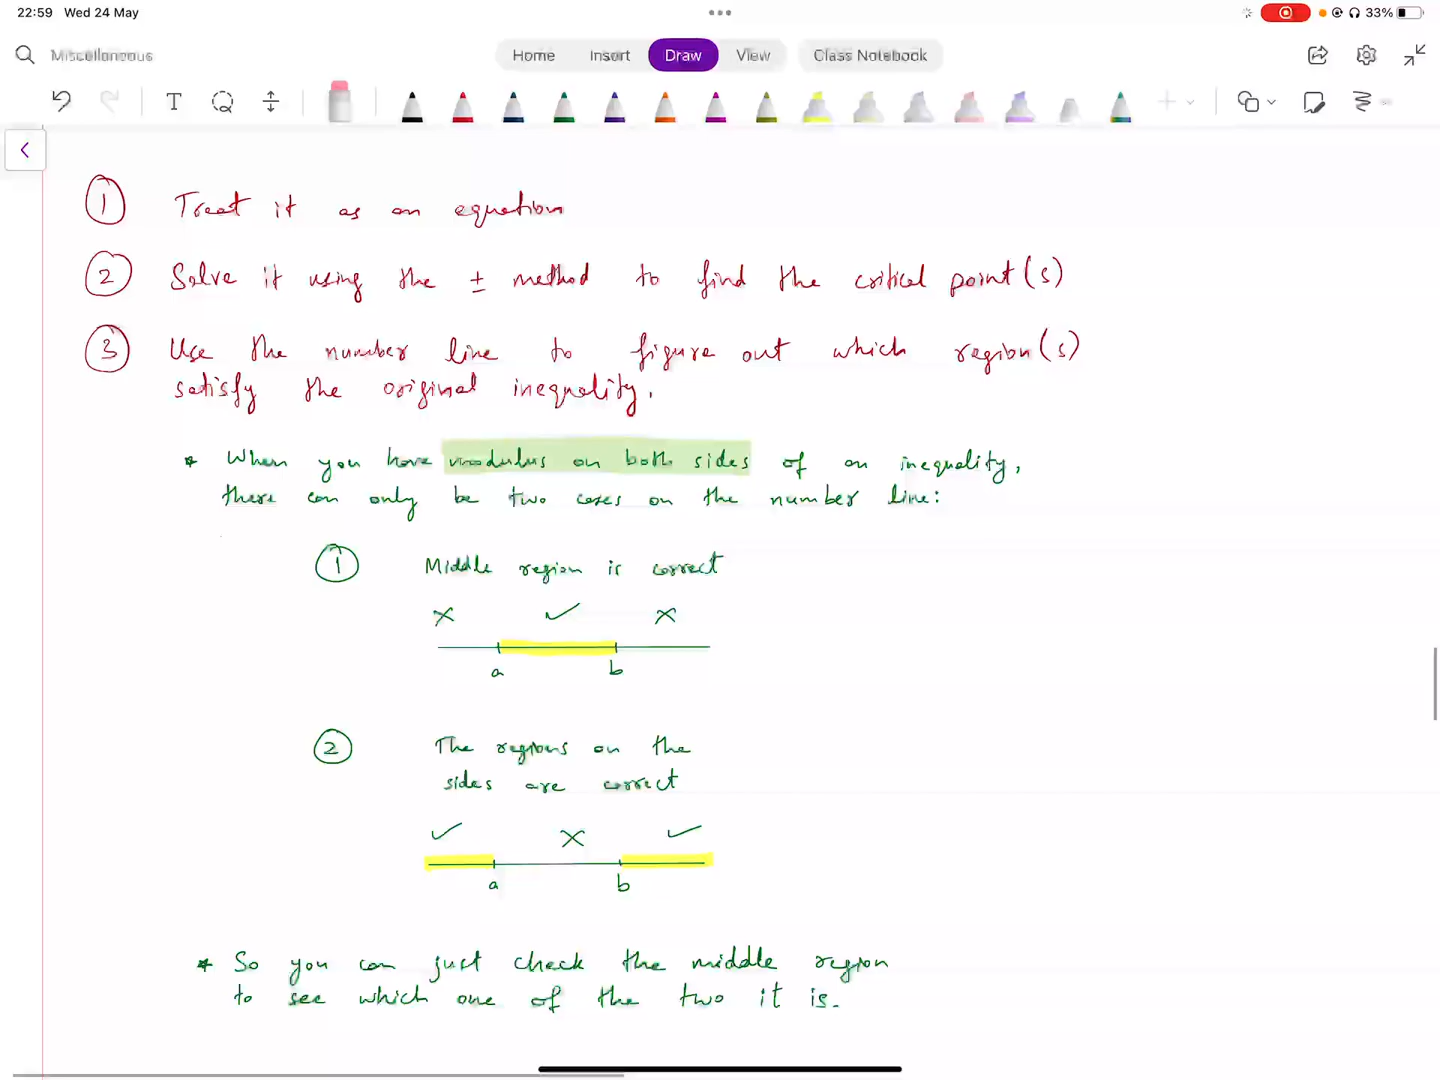 22:59 Wed 24 May
33%
Miscellaneous
Home Insert Draw View Class Notebook
T
1 Treat it as an equation
2 Solve it using the ± method to find the critical point(s)
3 Use the number line to figure out which region(s)
satisfy the original inequality.
* When you have modulus on both sides of an inequality,
there can only be two cases on the number line:
1 Middle region is correct
x ✓ x
a b
2 The regions on the
sides are correct
✓ x ✓
a b
* So you can just check the middle region
to see which one of the two it is.